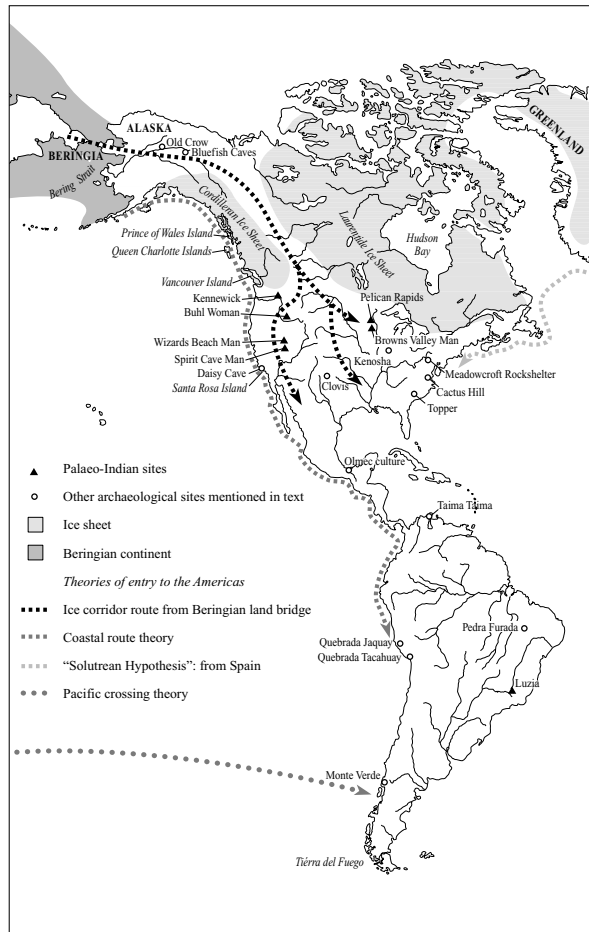 GREENLAND
ALASKA
Old Crow
Bluefish Caves
BERINGIA
Bering Strait
Cordilleran Ice Sheet
Laurentide Ice Sheet
Hudson
Bay
Prince of Wales Island
Queen Charlotte Islands
Vancouver Island
Kennewick
Buhl Woman
Pelican Rapids
Browns Valley Man
Wizards Beach Man
Spirit Cave Man
Daisy Cave
Santa Rosa Island
Kenosha
Clovis
Meadowcroft Rockshelter
Cactus Hill
Topper
Olmec culture
Taima Taima
Palaeo-Indian sites
Other archaeological sites mentioned in text
Ice sheet
Beringian continent
Theories of entry to the Americas
Ice corridor route from Beringian land bridge
Coastal route theory
“Solutrean Hypothesis”: from Spain
Pacific crossing theory
Pedra Furada
Quebrada Jaquay
Quebrada Tacahuay
Luzia
Monte Verde
Tiérra del Fuego